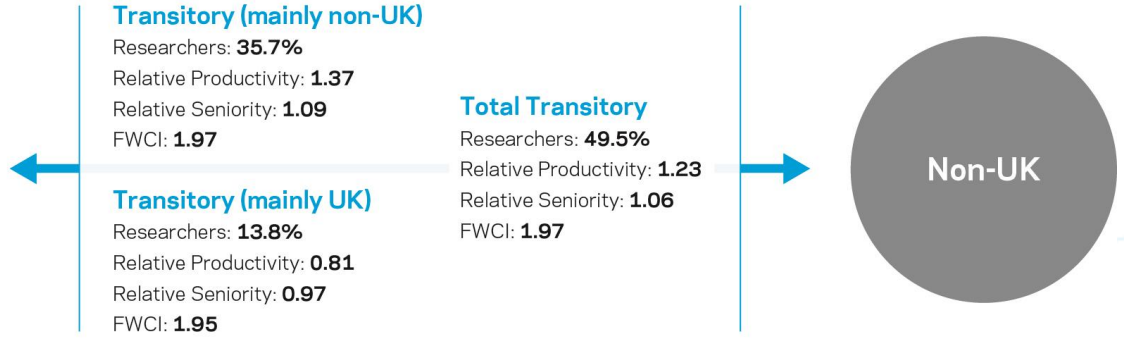 Transitory (mainly non-UK)
Researchers: 35.7%
Relative Productivity: 1.37
Relative Seniority: 1.09
FWCI: 1.97
Transitory (mainly UK)
Researchers: 13.8%
Relative Productivity: 0.81
Relative Seniority: 0.97
FWCI: 1.95
Total Transitory
Researchers: 49.5%
Relative Productivity: 1.23
Relative Seniority: 1.06
FWCI: 1.97
Non-UK